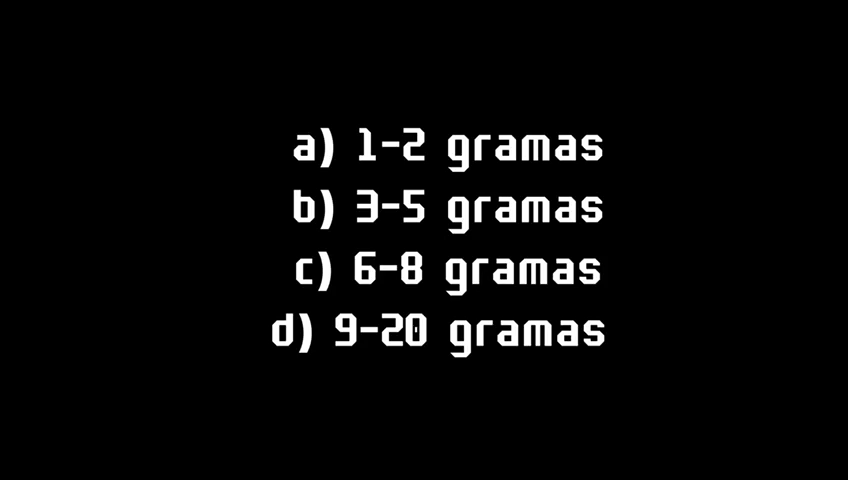 a) 1-2 gramas
b) 3-5 gramas
c) 6-8 gramas
d) 9-20 gramas